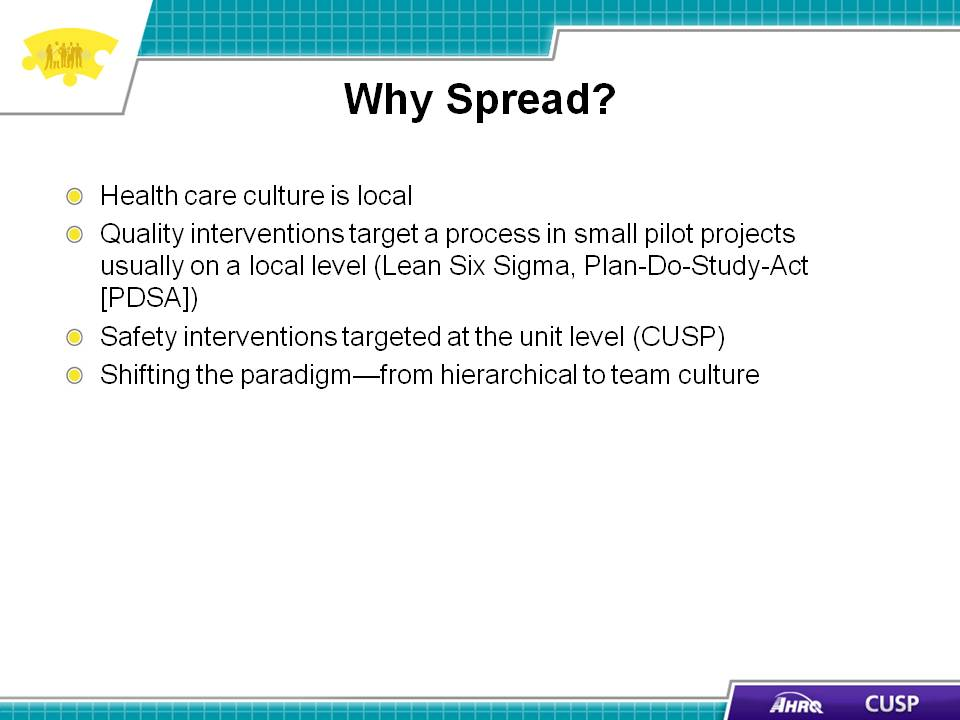 Why Spread?
Health care culture is local
Quality interventions target a process in small pilot projects
usually on a local level (Lean Six Sigma, Plan-Do-Study-Act
[PDSA])
Safety interventions targeted at the unit level (CUSP)
Shifting the paradigm—from hierarchical to team culture
AHRQ CUSP